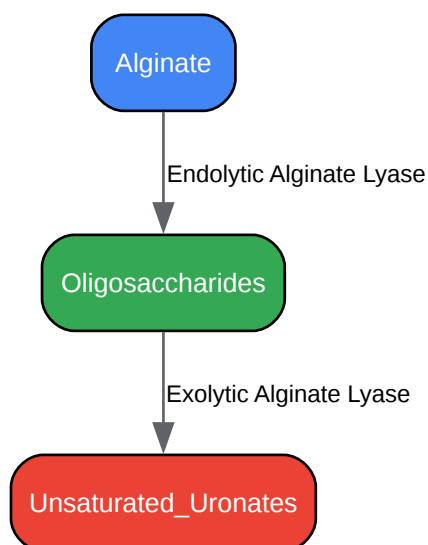 Alginate
Endolytic Alginate Lyase
Oligosaccharides
Exolytic Alginate Lyase
Unsaturated_Uronates